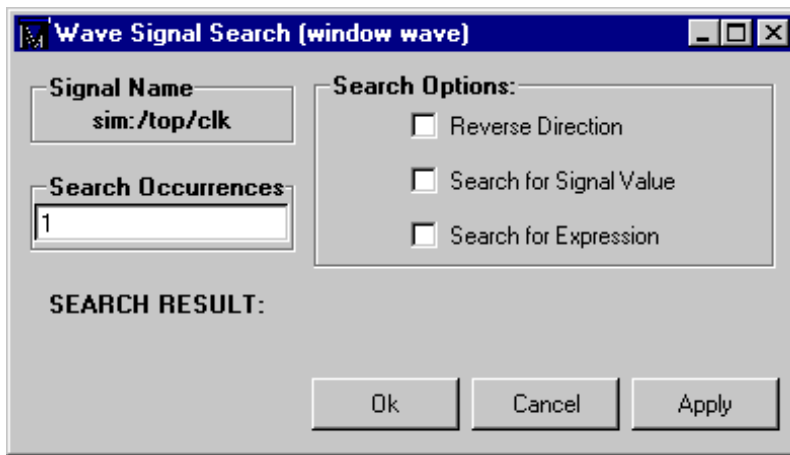 Wave Signal Search (window wave)
Signal Name
sim:/top/clk
Search Options:
Reverse Direction
Search for Signal Value
Search for Expression
Search Occurrences
1
SEARCH RESULT:
Ok
Cancel
Apply